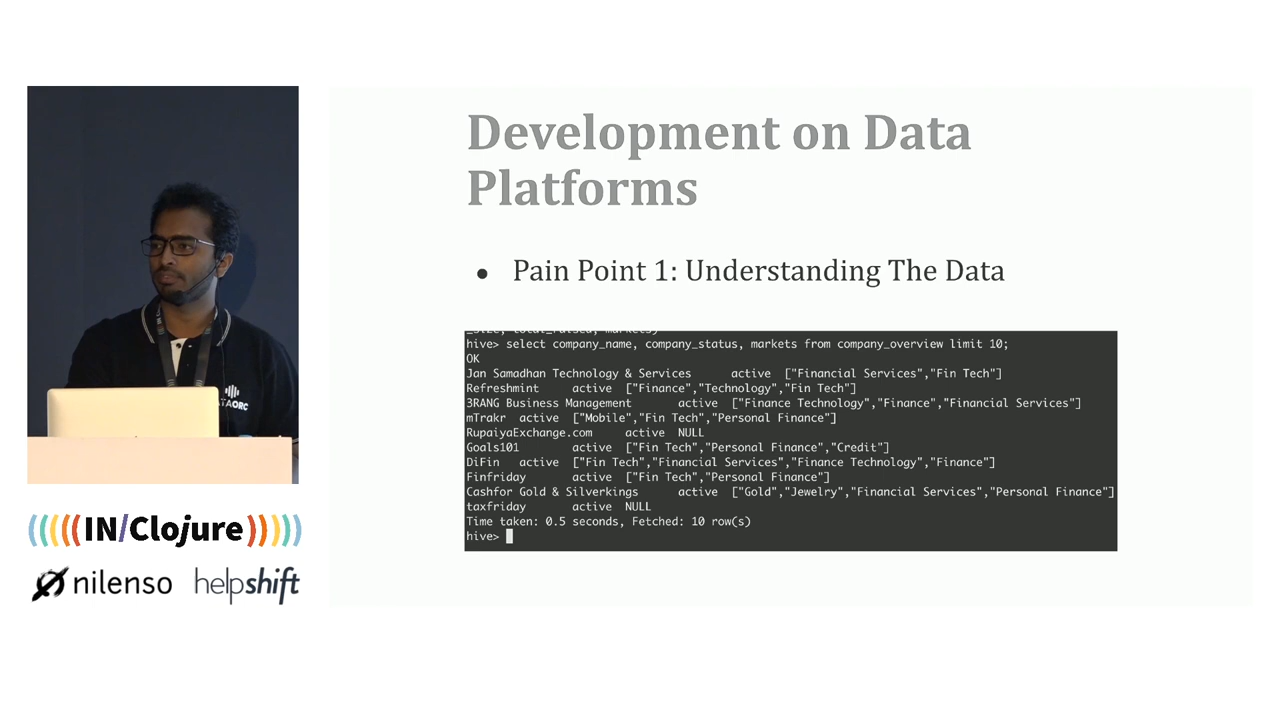 Development on Data
Platforms
● Pain Point 1: Understanding The Data
_size, total_raised, markets)
hive> select company_name, company_status, markets from company_overview limit 10;
OK
Jan Samadhan Technology & Services active ["Financial Services","Fin Tech"]
Refreshmint active ["Finance","Technology","Fin Tech"]
3RANG Business Management active ["Finance Technology","Finance","Financial Services"]
mTrakr active ["Mobile","Fin Tech","Personal Finance"]
RupaiyaExchange.com active NULL
Goals101 active ["Fin Tech","Personal Finance","Credit"]
DiFin active ["Fin Tech","Financial Services","Finance Technology","Finance"]
Finfriday active ["Fin Tech","Personal Finance"]
Cashfor Gold & Silverkings active ["Gold","Jewelry","Financial Services","Personal Finance"]
taxfriday active NULL
Time taken: 0.5 seconds, Fetched: 10 row(s)
hive>
TAORC
(((((IN/Clojure)))))
nilenso helpshift